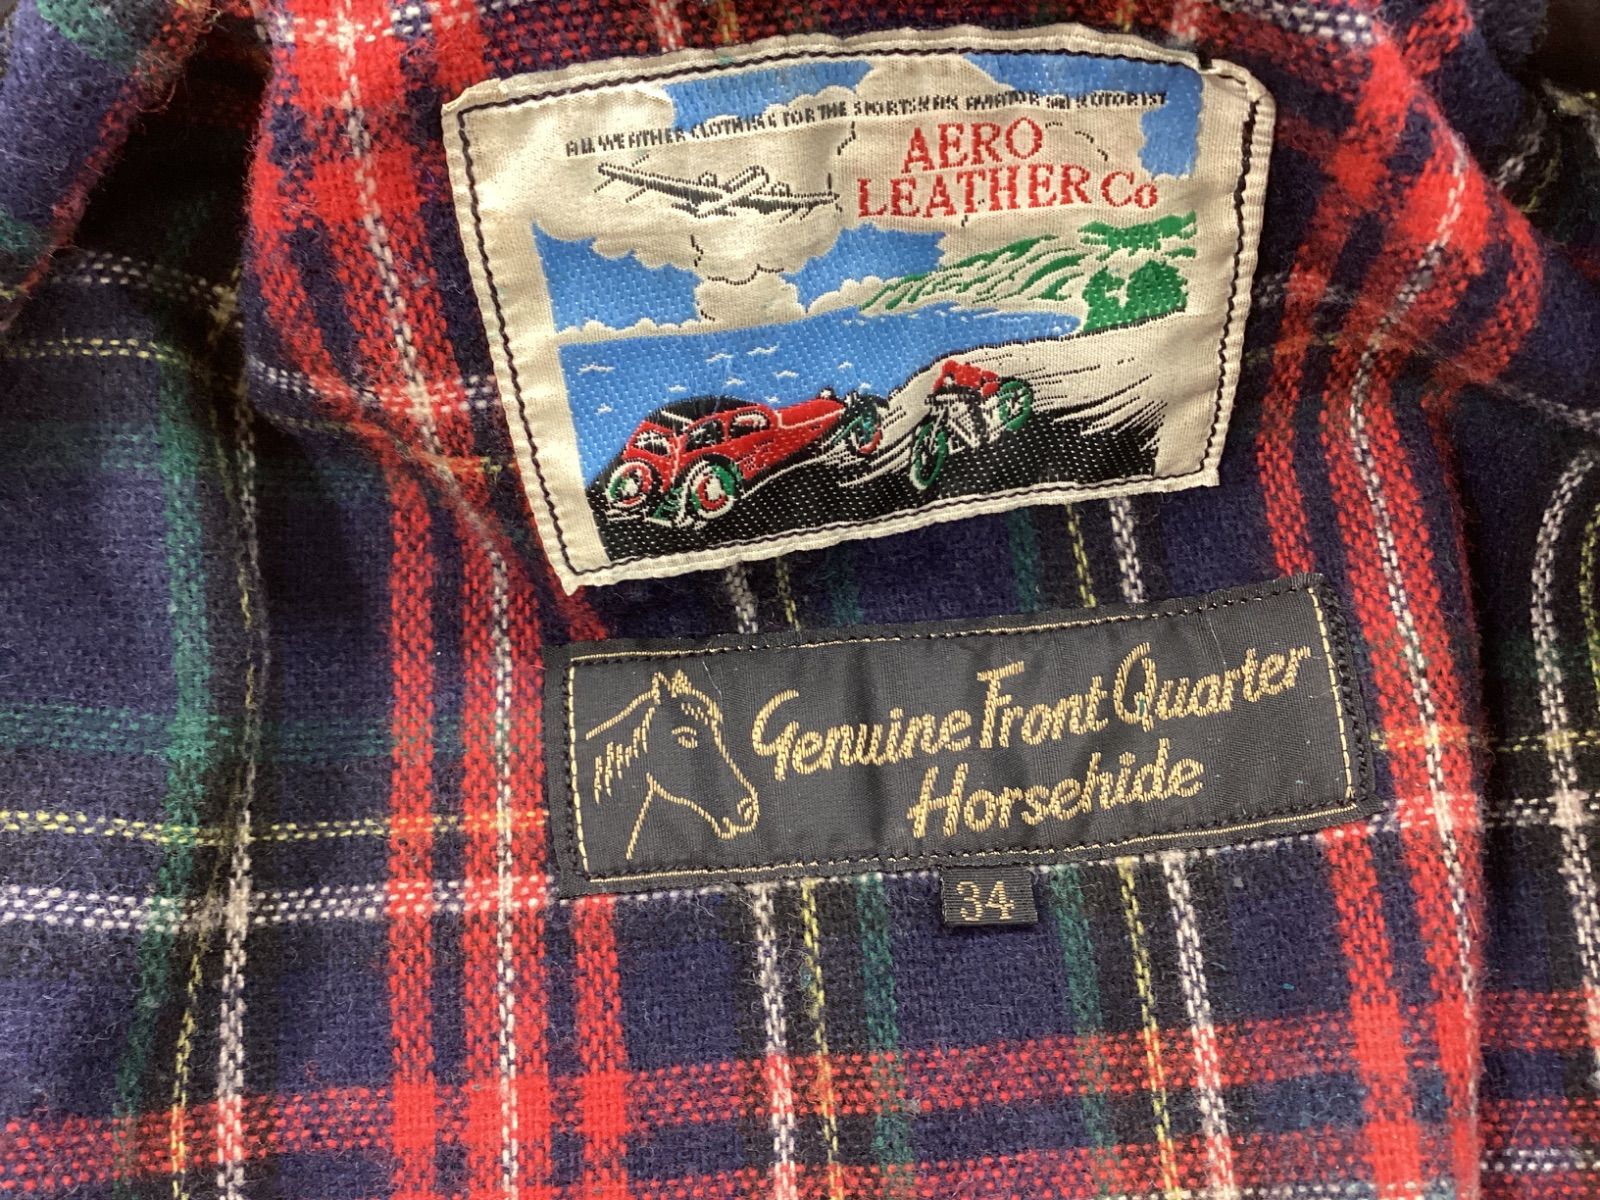 ALL WEATHER CLOTHING FOR THE SPORTSMAN AVIATOR AND MOTORIST
AERO
LEATHER Co
Genuine Front Quarter
Horsehide
34